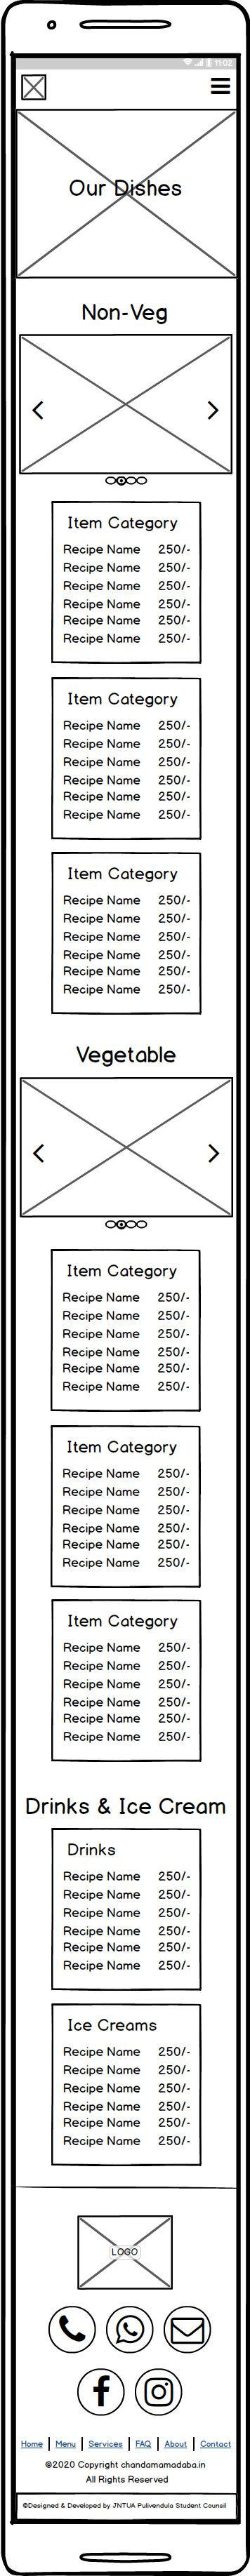 11:02
Our Dishes
Non-Veg
Item Category
Recipe Name 250/-
Recipe Name 250/-
Recipe Name 250/-
Recipe Name 250/-
Recipe Name 250/-
Recipe Name 250/-
Item Category
Recipe Name 250/-
Recipe Name 250/-
Recipe Name 250/-
Recipe Name 250/-
Recipe Name 250/-
Recipe Name 250/-
Item Category
Recipe Name 250/-
Recipe Name 250/-
Recipe Name 250/-
Recipe Name 250/-
Recipe Name 250/-
Recipe Name 250/-
Vegetable
Item Category
Recipe Name 250/-
Recipe Name 250/-
Recipe Name 250/-
Recipe Name 250/-
Recipe Name 250/-
Recipe Name 250/-
Item Category
Recipe Name 250/-
Recipe Name 250/-
Recipe Name 250/-
Recipe Name 250/-
Recipe Name 250/-
Recipe Name 250/-
Item Category
Recipe Name 250/-
Recipe Name 250/-
Recipe Name 250/-
Recipe Name 250/-
Recipe Name 250/-
Recipe Name 250/-
Drinks & Ice Cream
Drinks
Recipe Name 250/-
Recipe Name 250/-
Recipe Name 250/-
Recipe Name 250/-
Recipe Name 250/-
Recipe Name 250/-
Ice Creams
Recipe Name 250/-
Recipe Name 250/-
Recipe Name 250/-
Recipe Name 250/-
Recipe Name 250/-
Recipe Name 250/-
LOGO
Home | Menu | Services | FAQ | About | Contact
©2020 Copyright chandamamadaba.in
All Rights Reserved
©Designed & Developed by JNTUA Pulivendula Student Counsil